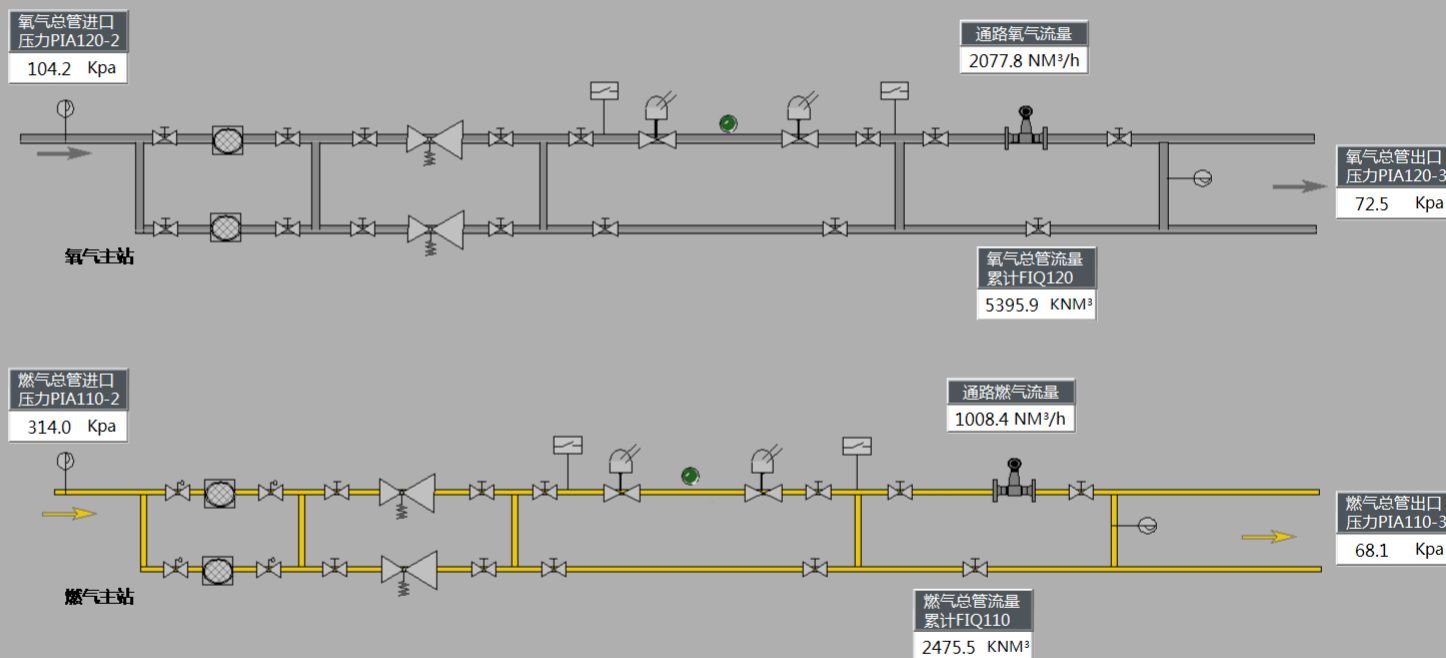 氧气总管进口
压力PIA120-2
104.2 Kpa
通路氧气流量
2077.8 NM³/h
氧气总管出口
压力PIA120-3
72.5 Kpa
氧气主站
氧气总管流量
累计FIQ120
5395.9 KNM³
燃气总管进口
压力PIA110-2
314.0 Kpa
通路燃气流量
1008.4 NM³/h
燃气总管出口
压力PIA110-3
68.1 Kpa
燃气主站
燃气总管流量
累计FIQ110
2475.5 KNM³